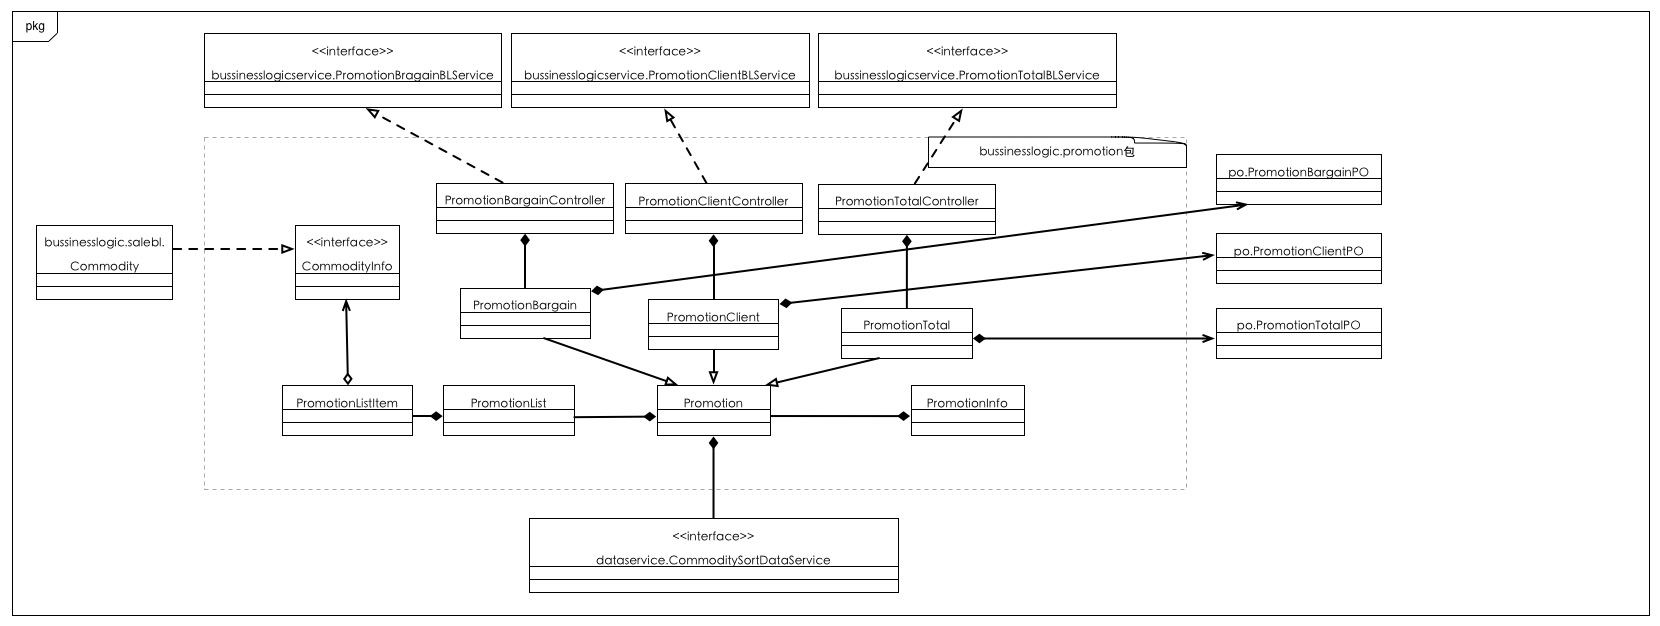 pkg
<<interface>>
bussinesslogicservice.PromotionBragainBLService
<<interface>>
bussinesslogicservice.PromotionClientBLService
<<interface>>
bussinesslogicservice.PromotionTotalBLService
bussinesslogic.promotion包
po.PromotionBargainPO
PromotionBargainController
PromotionClientController
PromotionTotalController
bussinesslogic.salebl.
Commodity
<<interface>>
CommodityInfo
po.PromotionClientPO
PromotionBargain
PromotionClient
PromotionTotal
po.PromotionTotalPO
PromotionListItem
PromotionList
Promotion
PromotionInfo
<<interface>>
dataservice.CommoditySortDataService